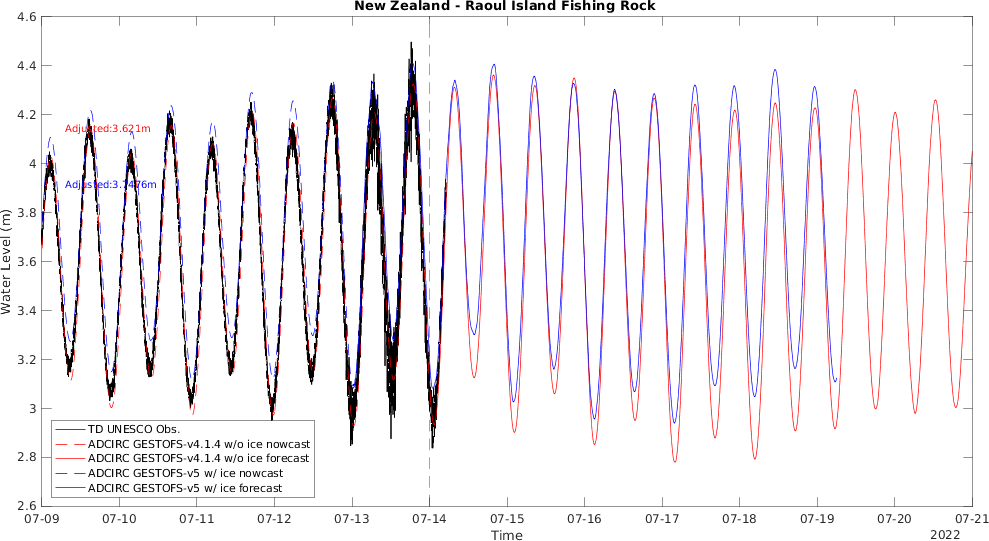 New Zealand - Raoul Island Fishing Rock
4.6
4.4
4.2
4
3.8
3.6
3.4
3.2
3
2.8
2.6
Water Level (m)
Adjusted:3.621m
Adjusted:3.7476m
TD UNESCO Obs.
ADCIRC GESTOFS-v4.1.4 w/o ice nowcast
ADCIRC GESTOFS-v4.1.4 w/o ice forecast
ADCIRC GESTOFS-v5 w/ ice nowcast
ADCIRC GESTOFS-v5 w/ ice forecast
07-09 07-10 07-11 07-12 07-13 07-14 07-15 07-16 07-17 07-18 07-19 07-20 07-21
Time
2022